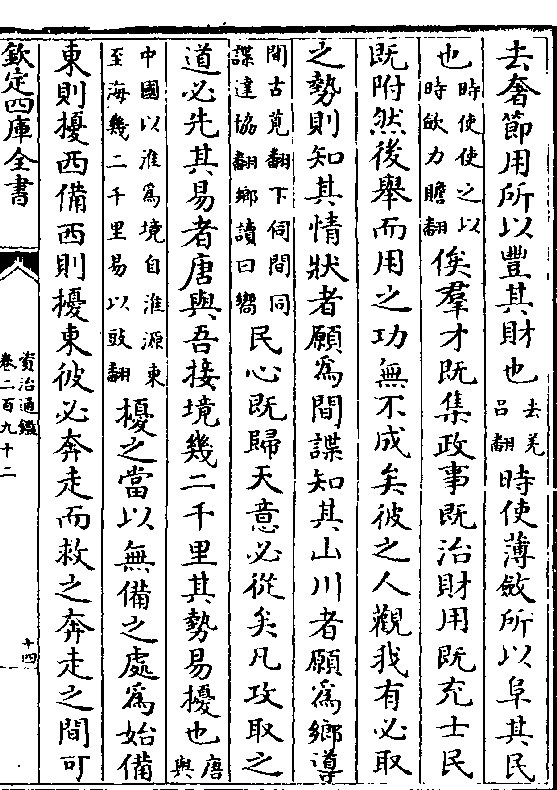 去奢節用所以豐其財也去羌呂翻時使薄斂所以阜其民
也時使使之以時斂力贍翻俟羣才既集政事既治財用既充士民
既附然後舉而用之功無不成矣彼之人觀我有必取
之勢則知其情狀者願為間諜知其山川者願為鄉導
間古莧翻下伺間同諜達協翻鄉讀曰嚮民心既歸天意必從矣凡攻取之
道必先其易者唐與吾接境幾二千里其勢易擾也唐與
中國以淮為境自淮源東至海幾二千里易以豉翻擾之當以無備之處為始備
東則擾西備西則擾東彼必奔走而救之奔走之間可
欽定四庫全書
資治通鑑
卷二百九十二
十四